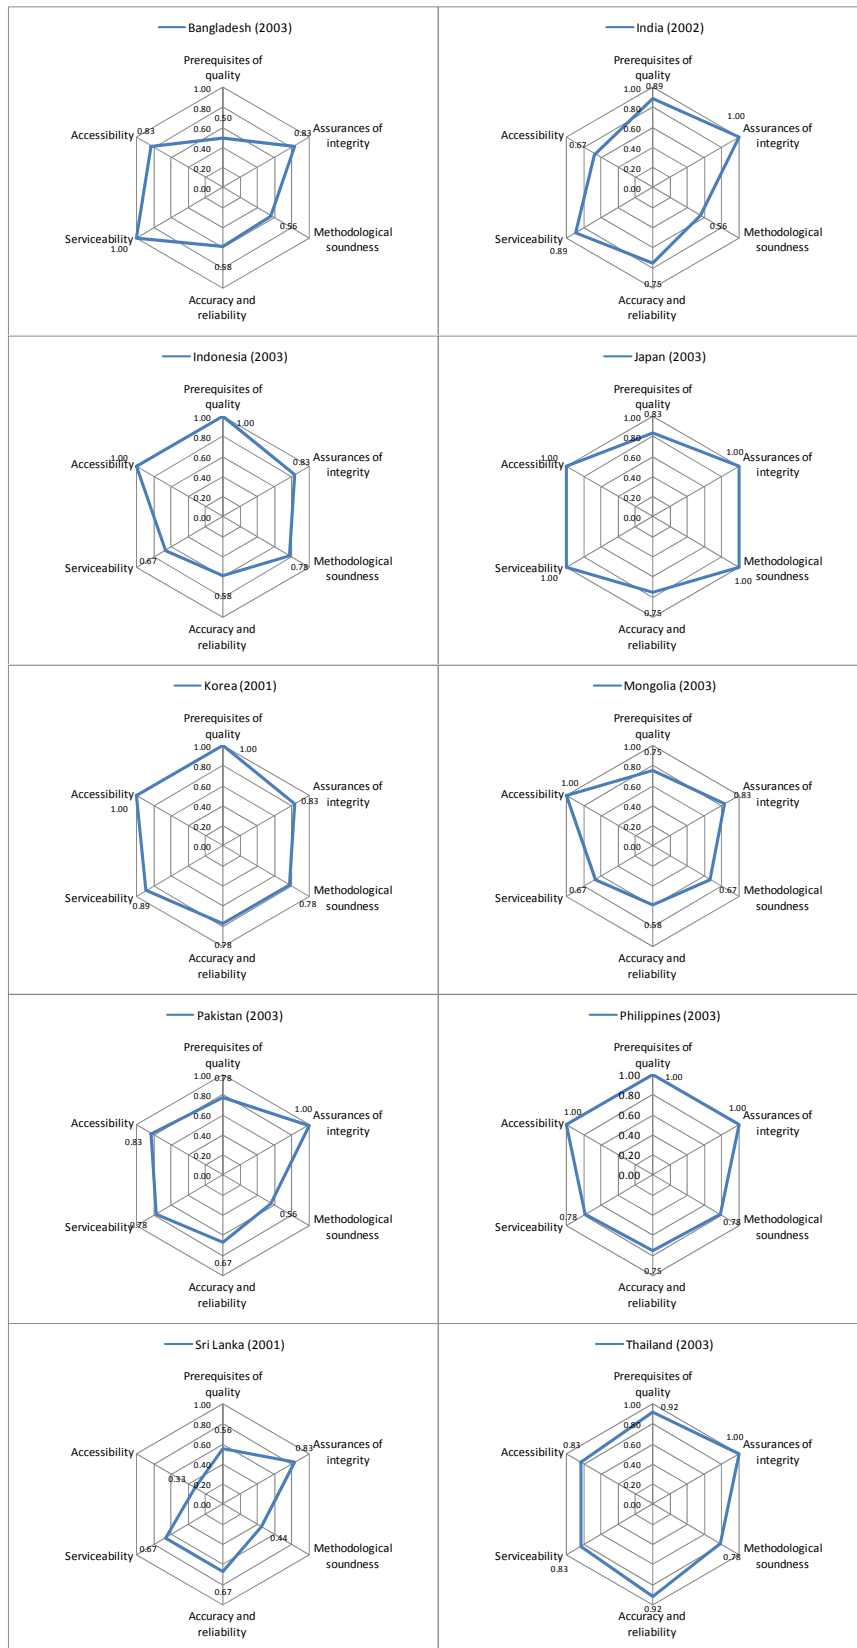 Bangladesh (2003)
Prerequisites of
quality
1.00
0.80
0.60
0.40
0.20
0.00
0.50
0.83
Assurances of
integrity
0.56
Methodological
soundness
0.58
Accuracy and
reliability
1.00
Serviceability
0.83
Accessibility
India (2002)
Prerequisites of
quality
1.00
0.80
0.60
0.40
0.20
0.00
0.89
1.00
Assurances of
integrity
0.56
Methodological
soundness
0.75
Accuracy and
reliability
0.89
Serviceability
0.67
Accessibility
Indonesia (2003)
Prerequisites of
quality
1.00
0.80
0.60
0.40
0.20
0.00
1.00
0.83
Assurances of
integrity
0.78
Methodological
soundness
0.58
Accuracy and
reliability
0.67
Serviceability
1.00
Accessibility
Japan (2003)
Prerequisites of
quality
1.00
0.80
0.60
0.40
0.20
0.00
0.83
1.00
Assurances of
integrity
1.00
Methodological
soundness
0.75
Accuracy and
reliability
1.00
Serviceability
1.00
Accessibility
Korea (2001)
Prerequisites of
quality
1.00
0.80
0.60
0.40
0.20
0.00
1.00
0.83
Assurances of
integrity
0.78
Methodological
soundness
0.78
Accuracy and
reliability
0.89
Serviceability
1.00
Accessibility
Mongolia (2003)
Prerequisites of
quality
1.00
0.80
0.60
0.40
0.20
0.00
0.75
0.83
Assurances of
integrity
0.67
Methodological
soundness
0.58
Accuracy and
reliability
0.67
Serviceability
1.00
Accessibility
Pakistan (2003)
Prerequisites of
quality
1.00
0.80
0.60
0.40
0.20
0.00
0.78
1.00
Assurances of
integrity
0.56
Methodological
soundness
0.67
Accuracy and
reliability
0.78
Serviceability
0.83
Accessibility
Philippines (2003)
Prerequisites of
quality
1.00
0.80
0.60
0.40
0.20
0.00
1.00
1.00
Assurances of
integrity
0.78
Methodological
soundness
0.75
Accuracy and
reliability
0.78
Serviceability
1.00
Accessibility
Sri Lanka (2001)
Prerequisites of
quality
1.00
0.80
0.60
0.40
0.20
0.00
0.56
0.83
Assurances of
integrity
0.44
Methodological
soundness
0.67
Accuracy and
reliability
0.67
Serviceability
0.33
Accessibility
Thailand (2003)
Prerequisites of
quality
1.00
0.80
0.60
0.40
0.20
0.00
0.92
1.00
Assurances of
integrity
0.78
Methodological
soundness
0.92
Accuracy and
reliability
0.83
Serviceability
0.83
Accessibility